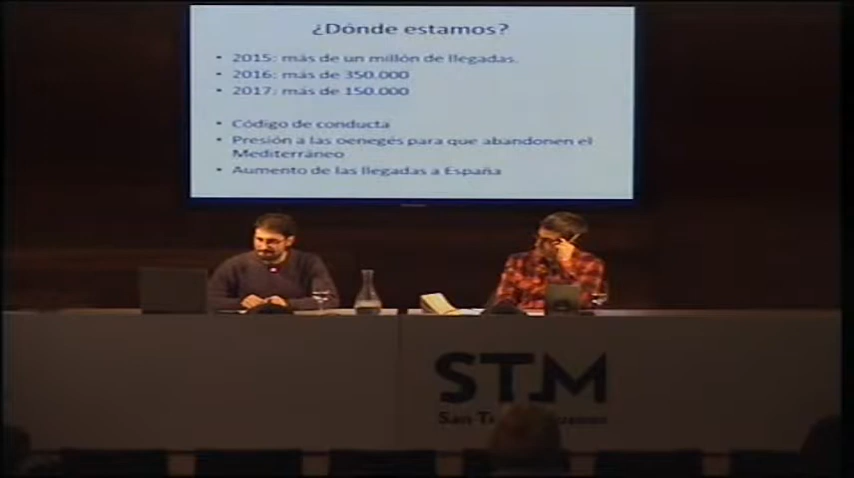 ¿Dónde estamos?
• 2015: más de un millón de llegadas.
• 2016: más de 350.000
• 2017: más de 150.000
• Código de conducta
• Presión a las oenegés para que abandonen el
Mediterráneo
• Aumento de las llegadas a España
STM
San T